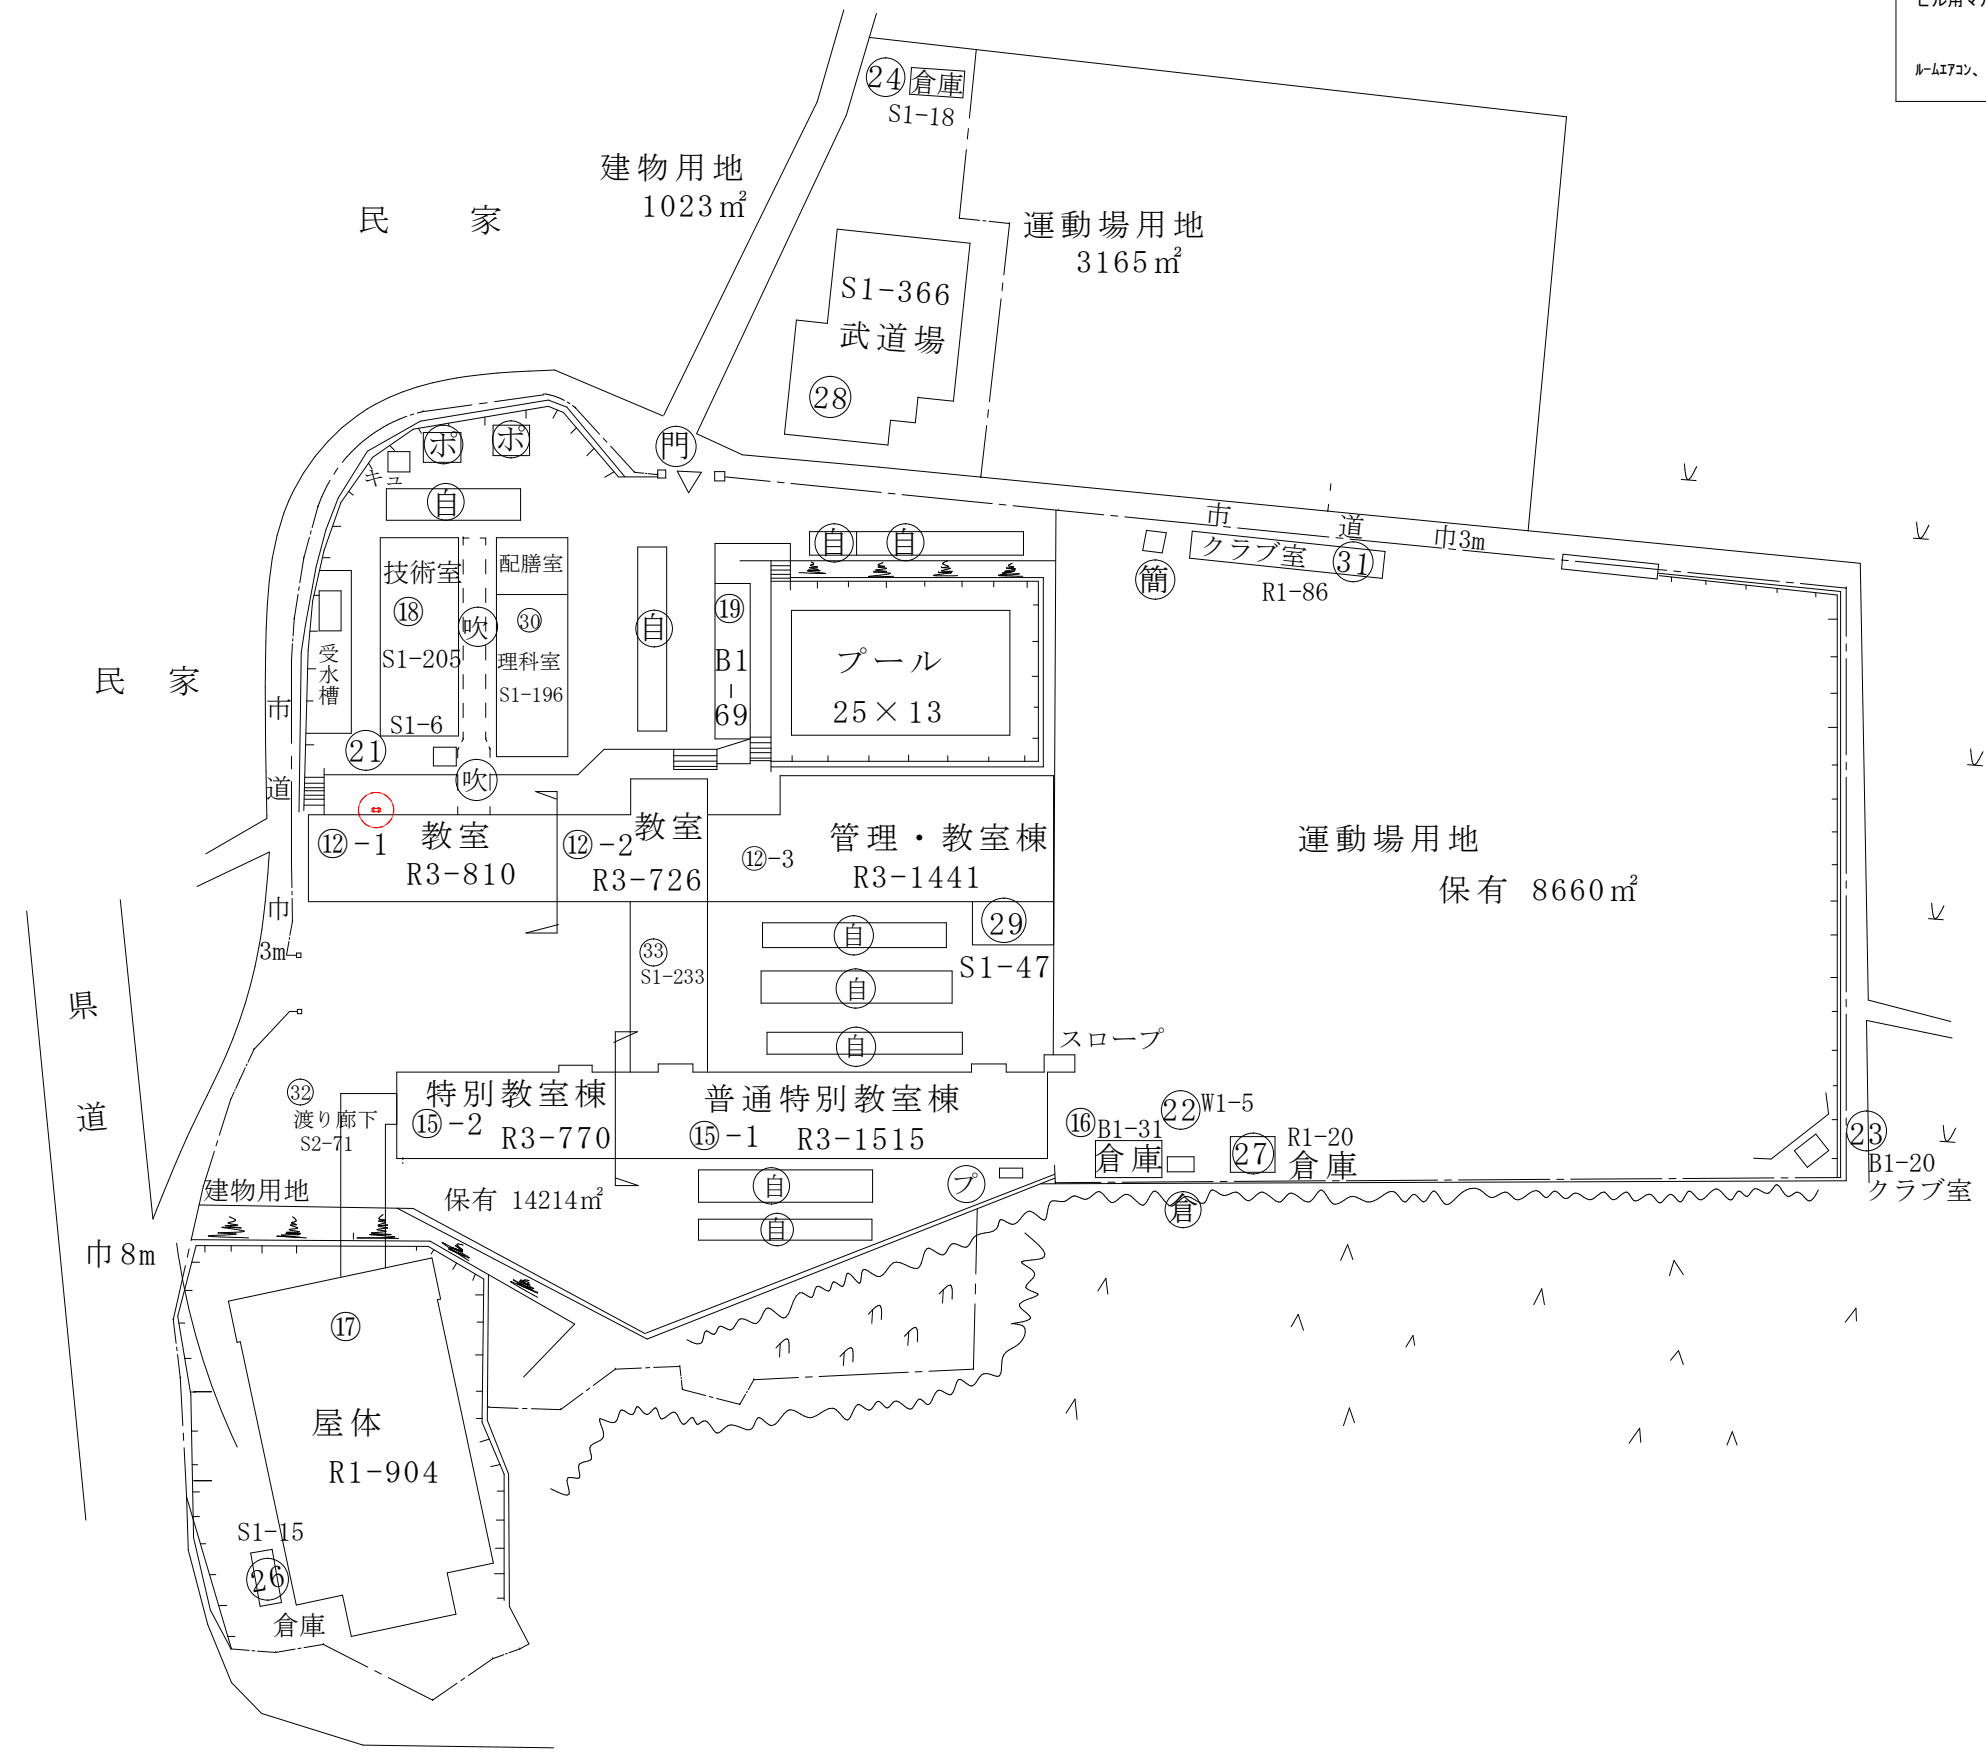 ルームエアコン、
24 倉庫
S1-18
建物用地
1023㎡
民家
運動場用地
3165㎡
S1-366
武道場
28
門
ポ
ポ
キュ
自
市道 巾3m
自
自
簡
クラブ室 31
R1-86
技術室
18
S1-205
S1-6
21
吹
吹
配膳室
30
理科室
S1-196
自
19
B1-69
プール
25×13
受水槽
民家
市道 巾
3m
12-1
教室
R3-810
12-2
教室
R3-726
12-3
管理・教室棟
R3-1441
運動場用地
保有 8660㎡
29
S1-47
自
自
自
33
S1-233
スロープ
県道
巾8m
32
渡り廊下
S2-71
特別教室棟
15-2 R3-770
普通特別教室棟
15-1 R3-1515
16 B1-31
倉庫
22 W1-5
27 R1-20
倉庫
23
B1-20
クラブ室
建物用地
保有 14214㎡
自
自
プ
倉
17
屋体
R1-904
S1-15
26
倉庫